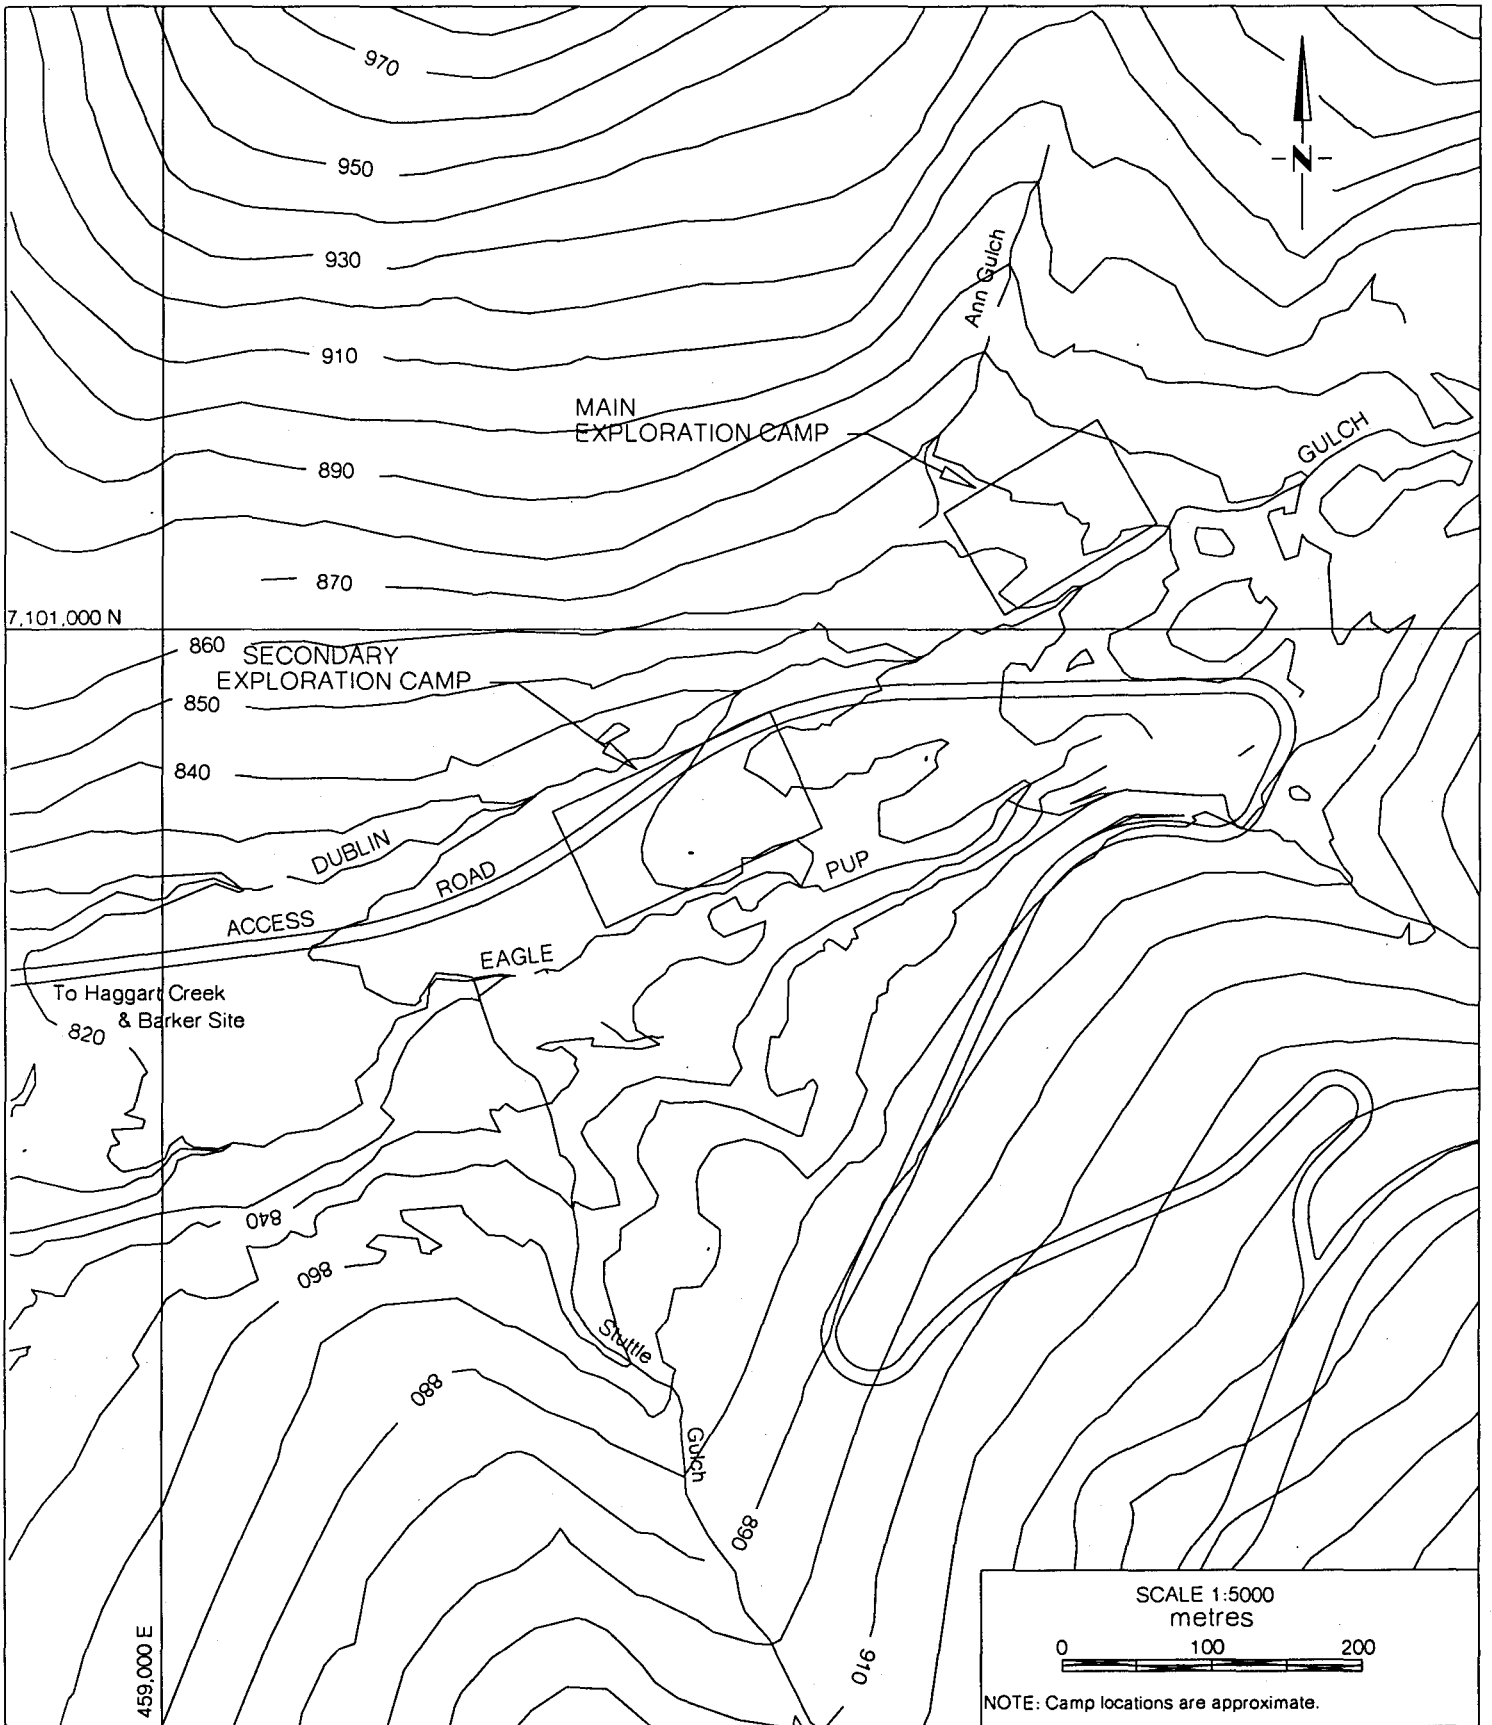 970
N
950
930
Ann Gulch
910
MAIN
EXPLORATION CAMP
GULCH
890
870
7,101,000 N
860
SECONDARY
EXPLORATION CAMP
850
840
DUBLIN
PUP
ROAD
ACCESS
EAGLE
To Haggart Creek
& Barker Site
820
840
860
Stuttle
880
Gulch
890
910
459,000 E
SCALE 1:5000
metres
0 100 200
NOTE: Camp locations are approximate.